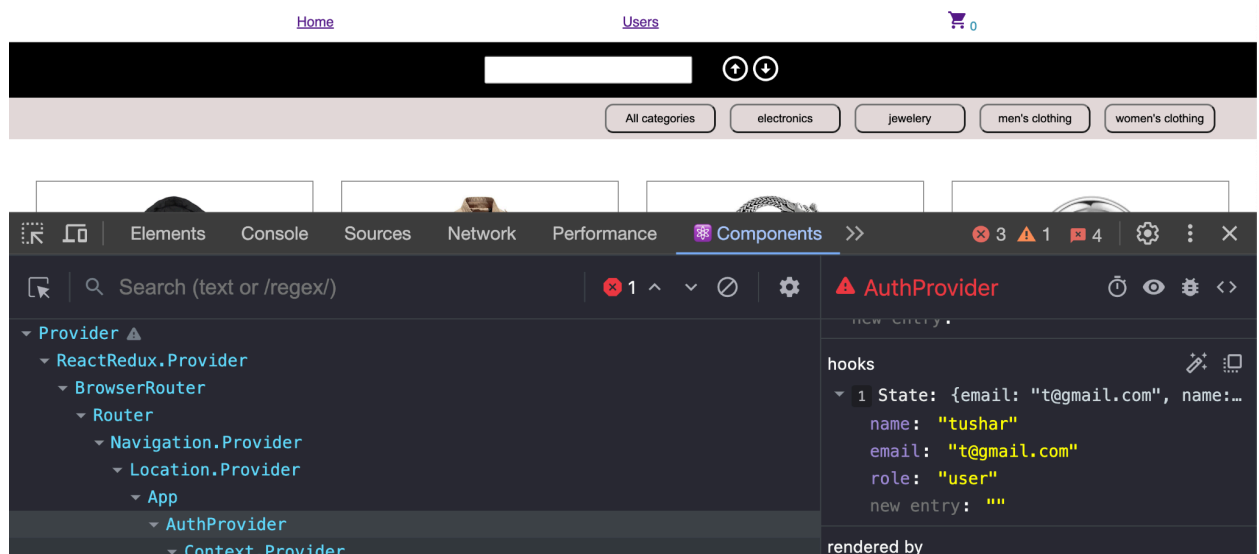 Home Users 0
All categories electronics jewelery men's clothing women's clothing
Elements Console Sources Network Performance Components 3 1 4
Search (text or /regex/) 1 AuthProvider
new entry:
Provider
ReactRedux.Provider
BrowserRouter
Router
Navigation.Provider
Location.Provider
App
AuthProvider
Context.Provider
hooks
1 State: {email: "t@gmail.com", name:…
name: "tushar"
email: "t@gmail.com"
role: "user"
new entry: ""
rendered by